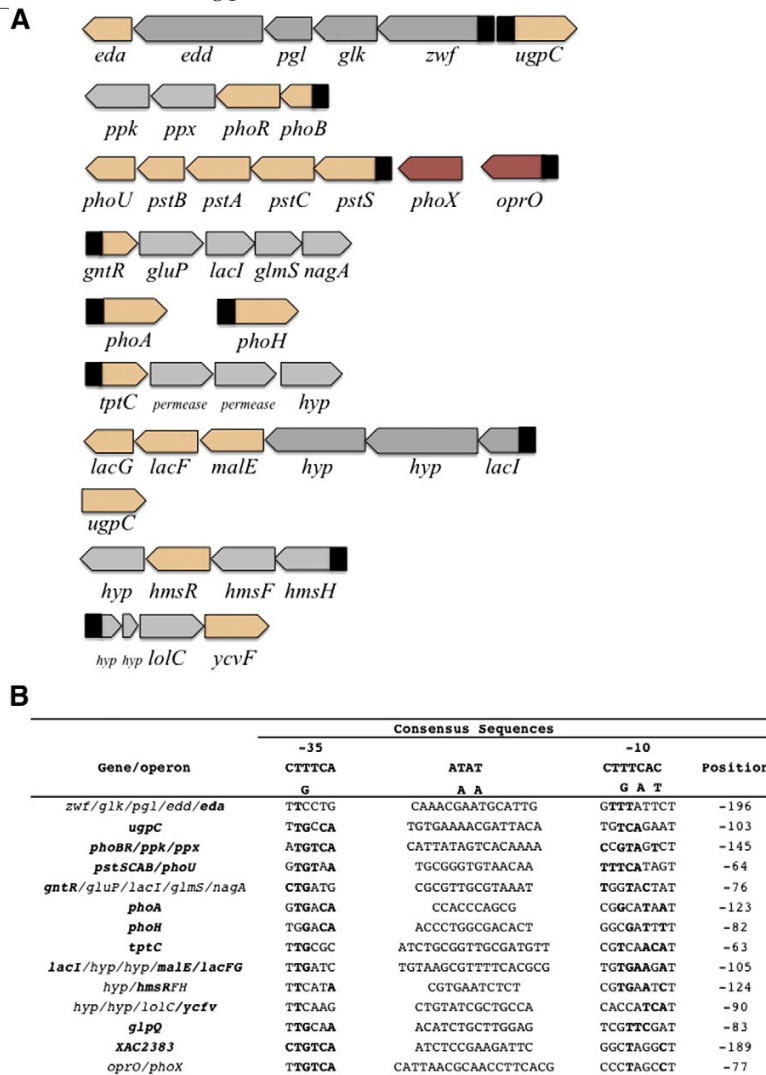 A
eda edd pgl glk zwf ugpC
ppk ppx phoR phoB
phoU pstB pstA pstC pstS phoX oprO
gntR gluP lacI glmS nagA
phoA phoH
tptC permease permease hyp
lacG lacF malE hyp hyp lacI
ugpC
hyp hmsR hmsF hmsH
hyp hyp lolC ycvF
B
Consensus Sequences
-35 -10
Gene/operon CTTTCA ATAT CTTTCAC Position
G A A G A T
zwf/glk/pgl/edd/eda TTCCTG CAAACGAATGCATTG GTTTATTCT -196
ugpC TTGCCA TGTGAAAACGATTACA TGTCAGAAT -103
phoBR/ppk/ppx ATGTCA CATTATAGTCACAAAA CCGTAGTCT -145
pstSCAB/phoU GTGTAA TGCGGGTGTAACAA TTTCATAGT -64
gntR/gluP/lacI/glmS/nagA CTGATG CGCGTTGCGTAAAT TGGTACTAT -76
phoA GTGACA CCACCCAGCG CGGCATAAT -123
phoH TGGACA ACCCTGGCGACACT GGCGATTTT -82
tptC TTGCGC ATCTGCGGTTGCGATGTT CGTCAACAT -63
lacI/hyp/hyp/malE/lacFG TTGATC TGTAAGCGTTTTCACGCG TGTGAAGAT -105
hyp/hmsRFH TTCATA CGTGAATCTCT CGTGAATCT -124
hyp/hyp/lolC/ycfv TTCAAG CTGTATCGCTGCCA CACCATCAT -90
glpQ TTGCAA ACATCTGCTTGGAG TCGTTCGAT -83
XAC2383 CTGTCA ATCTCCGAAGATTC GGCTAGGCT -189
oprO/phoX TTGTCA CATTAACGCAACCTTCACG CCCTAGCCT -77